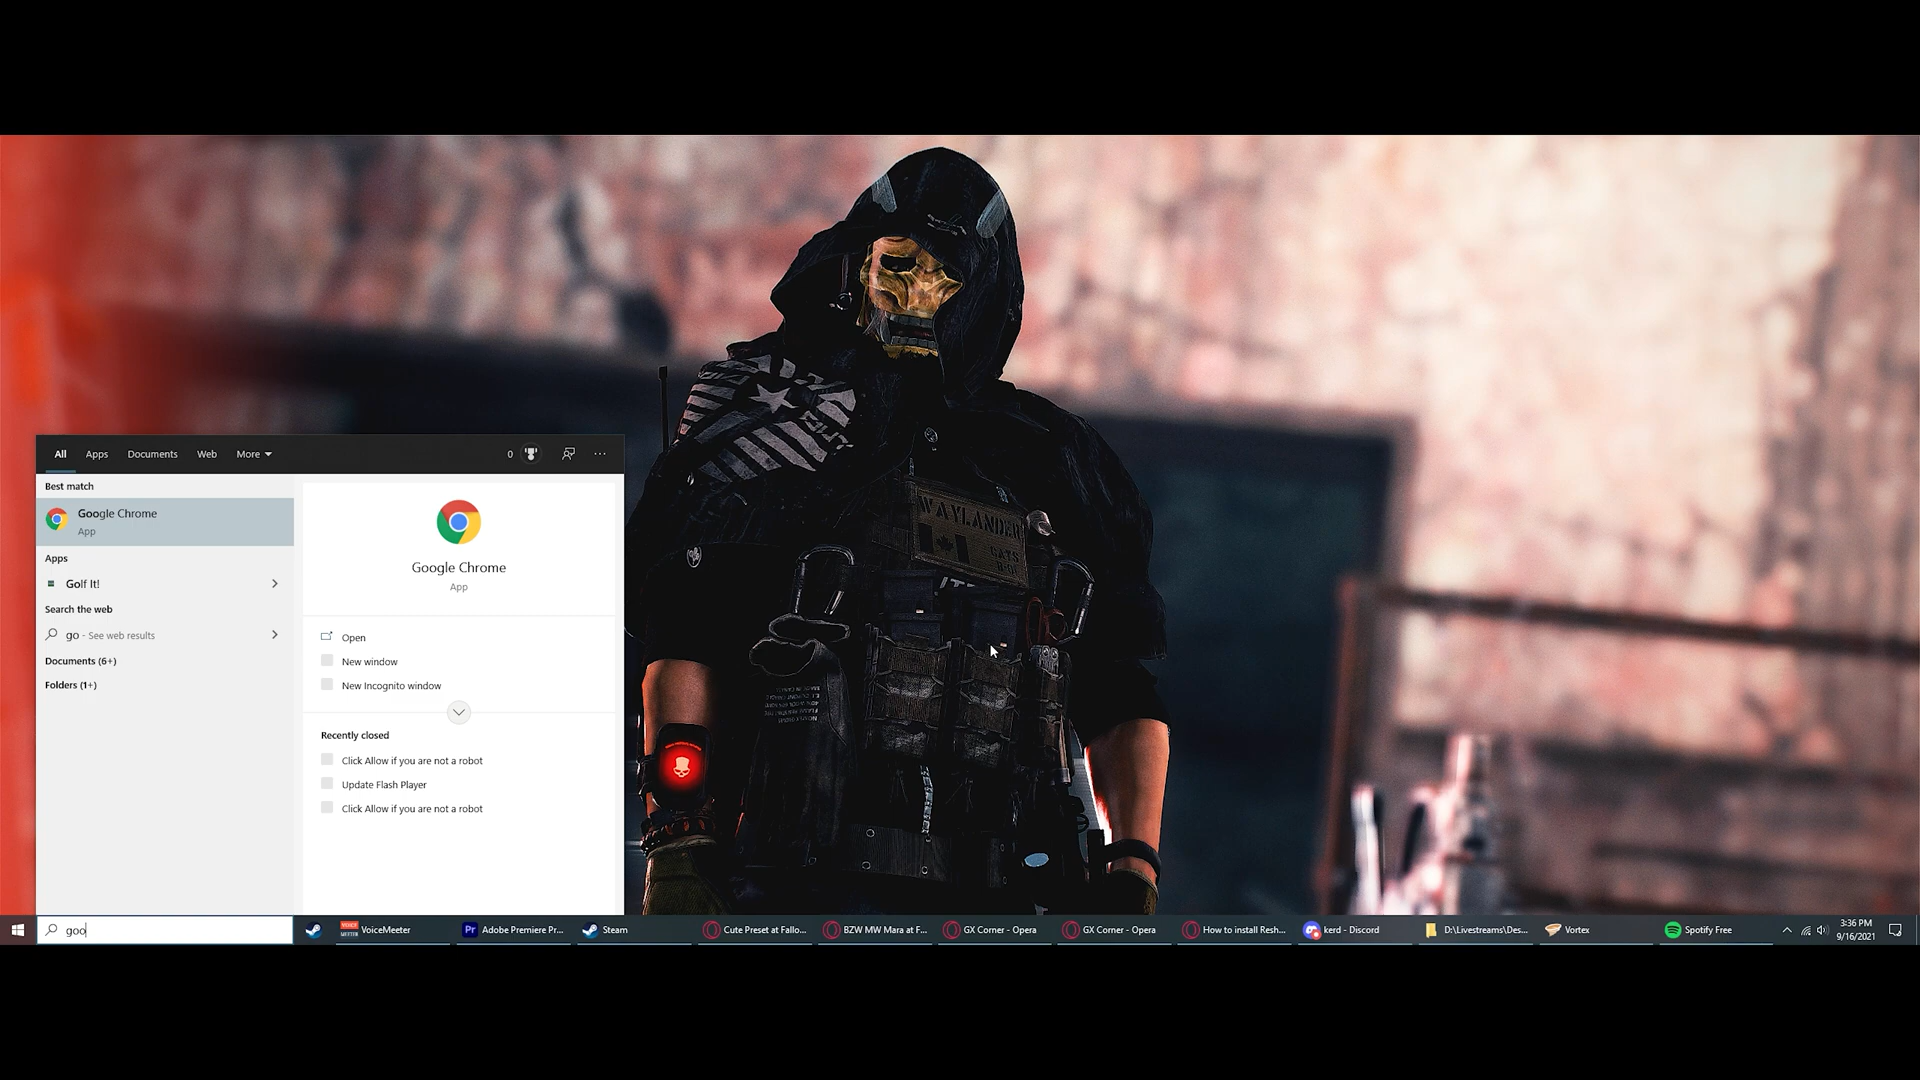 WAYLANDER
CATS
All
Apps
Documents
Web
More
0
Best match
Google Chrome
App
Apps
Golf It!
Search the web
go - See web results
Documents (6+)
Folders (1+)
Google Chrome
App
Open
New window
New Incognito window
Recently closed
Click Allow if you are not a robot
Update Flash Player
Click Allow if you are not a robot
goo
VoiceMeeter
Adobe Premiere Pr...
Steam
Cute Preset at Fallo...
BZW MW Mara at F...
GX Corner - Opera
GX Corner - Opera
How to install Resh...
kerd - Discord
D:\Livestreams\Des...
Vortex
Spotify Free
3:36 PM
9/16/2021